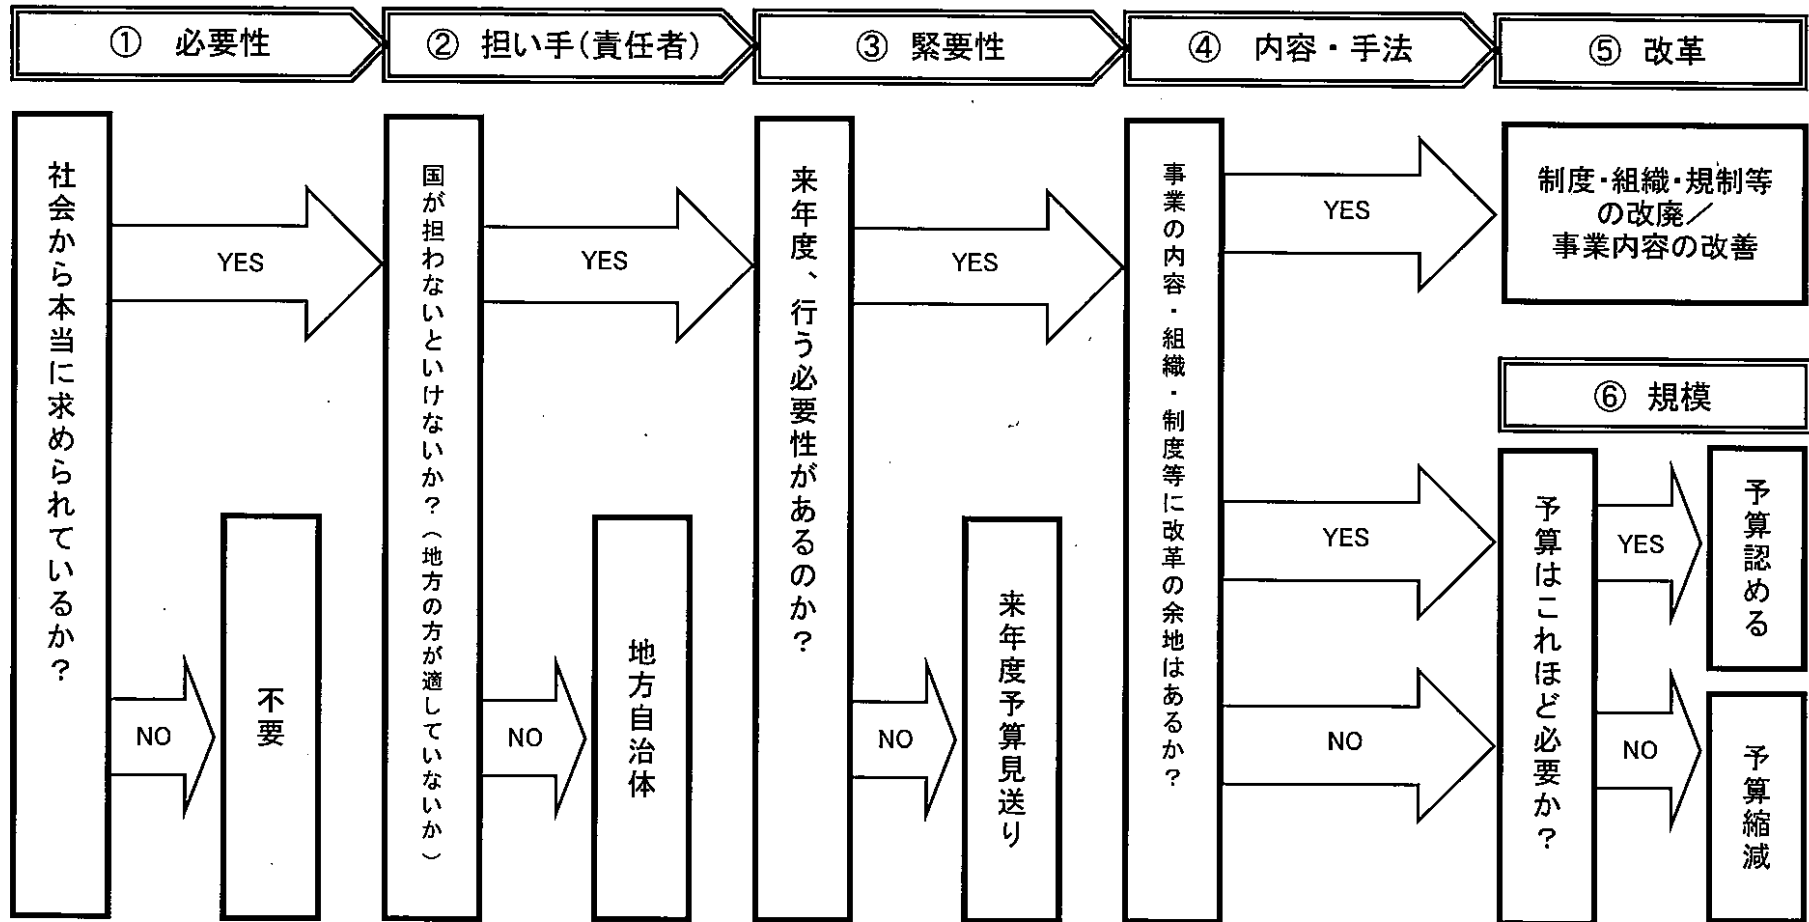 ① 必要性
② 担い手（責任者）
③ 緊要性
④ 内容・手法
⑤ 改革
社会から本当に求められているか？
YES
NO
不要
国が担わないといけないか？（地方の方が適していないか）
YES
NO
地方自治体
来年度、行う必要性があるのか？
YES
NO
来年度予算見送り
事業の内容・組織・制度等に改革の余地はあるか？
YES
制度・組織・規制等
の改廃／
事業内容の改善
YES
NO
⑥ 規模
予算はこれほど必要か？
YES
予算認める
NO
予算縮減